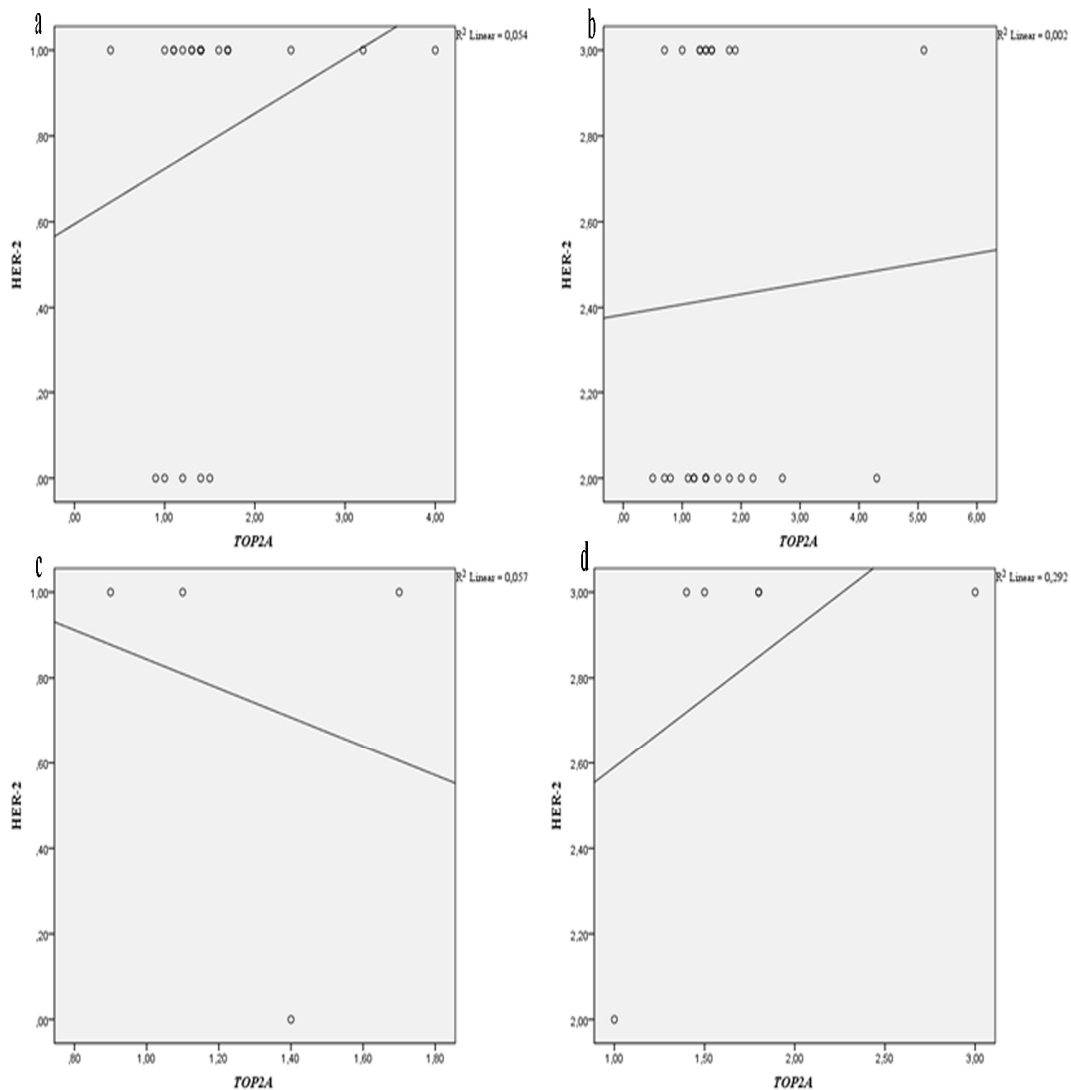 a
R² Linear = 0,054
1,00
,80
,60
,40
,20
,00
HER-2
,00 1,00 2,00 3,00 4,00
TOP2A
b
R² Linear = 0,002
3,00
2,80
2,60
2,40
2,20
2,00
HER-2
,00 1,00 2,00 3,00 4,00 5,00 6,00
TOP2A
c
R² Linear = 0,057
1,00
,80
,60
,40
,20
,00
HER-2
,80 1,00 1,20 1,40 1,60 1,80
TOP2A
d
R² Linear = 0,292
3,00
2,80
2,60
2,40
2,20
2,00
HER-2
1,00 1,50 2,00 2,50 3,00
TOP2A